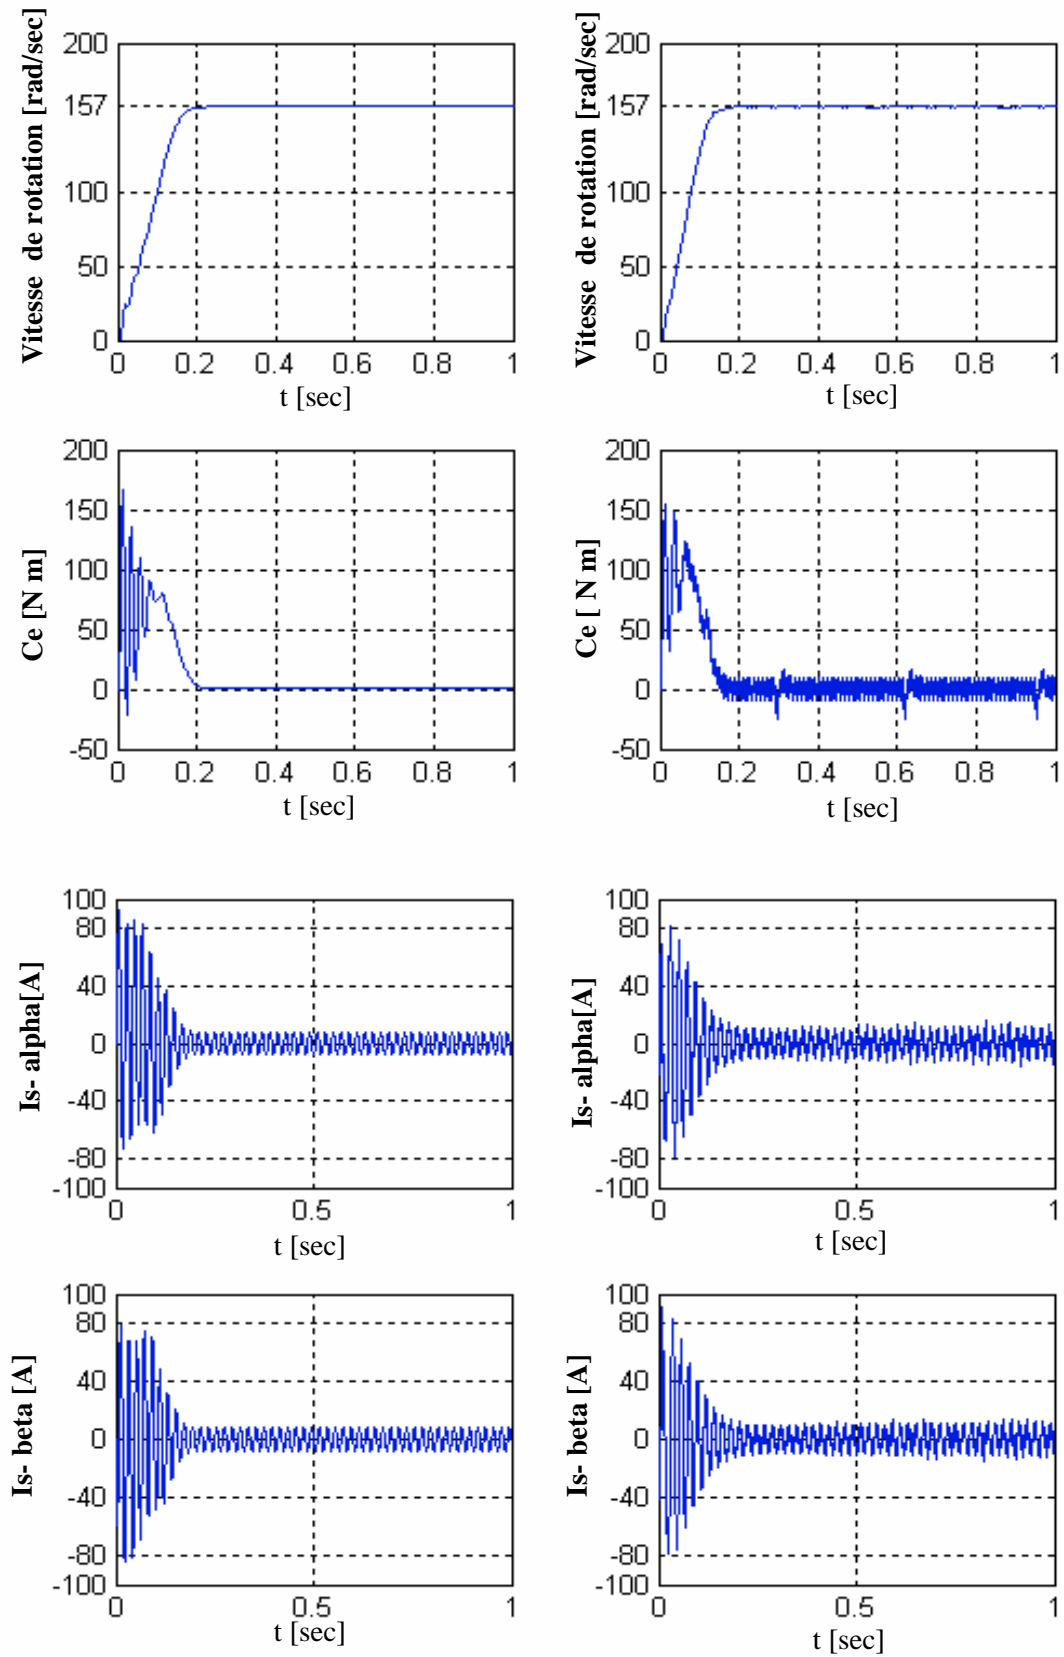 Vitesse de rotation [rad/sec]
200
157
100
50
0
0 0.2 0.4 0.6 0.8 1
t [sec]
Vitesse de rotation [rad/sec]
200
157
100
50
0
0 0.2 0.4 0.6 0.8 1
t [sec]
Ce [N m]
200
150
100
50
0
-50
0 0.2 0.4 0.6 0.8 1
t [sec]
Ce [ N m]
200
150
100
50
0
-50
0 0.2 0.4 0.6 0.8 1
t [sec]
Is- alpha[A]
100
80
40
0
-40
-80
-100
0 0.5 1
t [sec]
Is- alpha[A]
100
80
40
0
-40
-80
-100
0 0.5 1
t [sec]
Is- beta [A]
100
80
40
0
-40
-80
-100
0 0.5 1
t [sec]
Is- beta [A]
100
80
40
0
-40
-80
-100
0 0.5 1
t [sec]